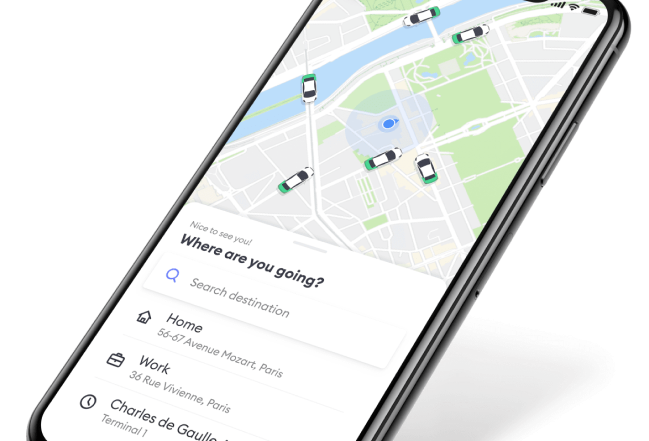 Nice to see you!
Where are you going?
Search destination
Home
56-67 Avenue Mozart, Paris
Work
36 Rue Vivienne, Paris
Charles de Gaulle
Terminal 1